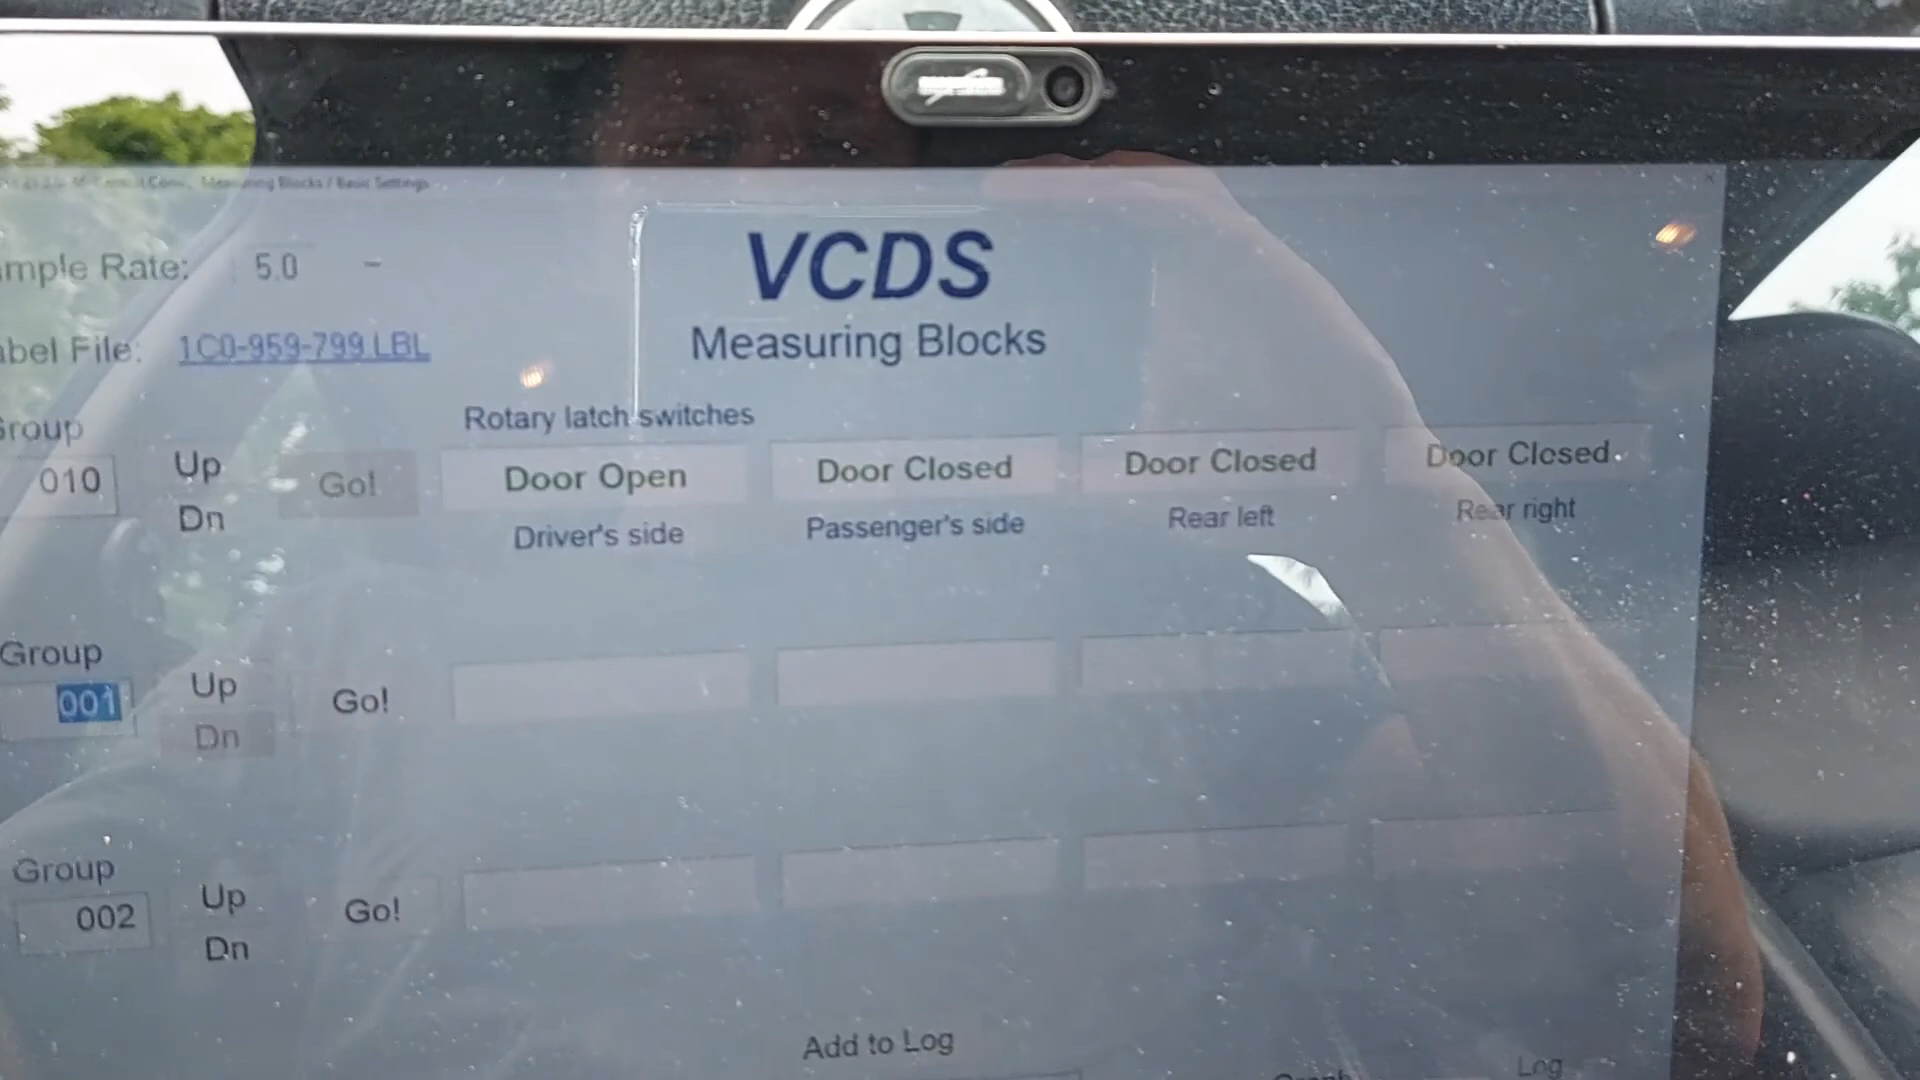 Measuring Blocks / Basic Settings
mple Rate: 5.0 -
VCDS
Measuring Blocks
abel File: 1C0-959-799.LBL
Rotary latch switches
Group
010 Up Dn Go! Door Open Door Closed Door Closed Door Closed
Driver's side Passenger's side Rear left Rear right
Group
001 Up Dn Go!
Group
002 Up Dn Go!
Add to Log
Log